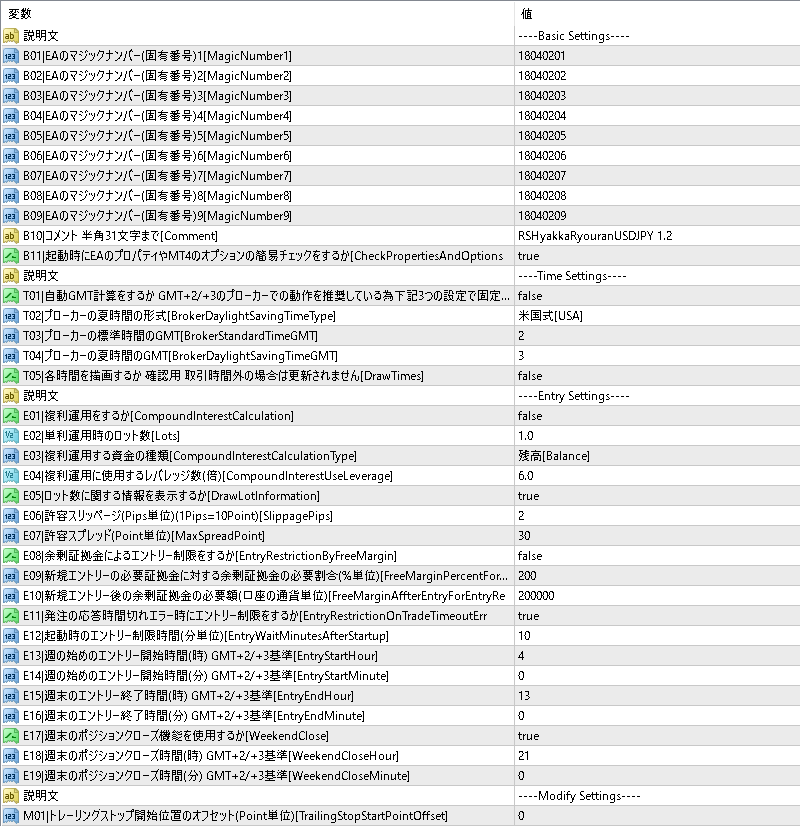 変数 値
説明文 ----Basic Settings----
B01|EAのマジックナンバー(固有番号)1[MagicNumber1] 18040201
B02|EAのマジックナンバー(固有番号)2[MagicNumber2] 18040202
B03|EAのマジックナンバー(固有番号)3[MagicNumber3] 18040203
B04|EAのマジックナンバー(固有番号)4[MagicNumber4] 18040204
B05|EAのマジックナンバー(固有番号)5[MagicNumber5] 18040205
B06|EAのマジックナンバー(固有番号)6[MagicNumber6] 18040206
B07|EAのマジックナンバー(固有番号)7[MagicNumber7] 18040207
B08|EAのマジックナンバー(固有番号)8[MagicNumber8] 18040208
B09|EAのマジックナンバー(固有番号)9[MagicNumber9] 18040209
B10|コメント 半角31文字まで[Comment] RSHyakkaRyouranUSDJPY 1.2
B11|起動時にEAのプロパティやMT4のオプションの簡易チェックをするか[CheckPropertiesAndOptions true
説明文 ----Time Settings----
T01|自動GMT計算をするか GMT+2/+3のブローカーでの動作を推奨している為下記3つの設定で固定... false
T02|ブローカーの夏時間の形式[BrokerDaylightSavingTimeType] 米国式[USA]
T03|ブローカーの標準時間のGMT[BrokerStandardTimeGMT] 2
T04|ブローカーの夏時間のGMT[BrokerDaylightSavingTimeGMT] 3
T05|各時間を描画するか 確認用 取引時間外の場合は更新されません[DrawTimes] false
説明文 ----Entry Settings----
E01|複利運用をするか[CompoundInterestCalculation] false
E02|単利運用時のロット数[Lots] 1.0
E03|複利運用する資金の種類[CompoundInterestCalculationType] 残高[Balance]
E04|複利運用に使用するレバレッジ数(倍)[CompoundInterestUseLeverage] 6.0
E05|ロット数に関する情報を表示するか[DrawLotInformation] true
E06|許容スリッページ(Pips単位)(1Pips=10Point)[SlippagePips] 2
E07|許容スプレッド(Point単位)[MaxSpreadPoint] 30
E08|余剰証拠金によるエントリー制限をするか[EntryRestrictionByFreeMargin] false
E09|新規エントリーの必要証拠金に対する余剰証拠金の必要割合(%単位)[FreeMarginPercentFor... 200
E10|新規エントリー後の余剰証拠金の必要額(口座の通貨単位)[FreeMarginAffterEntryForEntryRe 200000
E11|発注の応答時間切れエラー時にエントリー制限をするか[EntryRestrictionOnTradeTimeoutErr true
E12|起動時のエントリー制限時間(分単位)[EntryWaitMinutesAfterStartup] 10
E13|週の始めのエントリー開始時間(時) GMT+2/+3基準[EntryStartHour] 4
E14|週の始めのエントリー開始時間(分) GMT+2/+3基準[EntryStartMinute] 0
E15|週末のエントリー終了時間(時) GMT+2/+3基準[EntryEndHour] 13
E16|週末のエントリー終了時間(分) GMT+2/+3基準[EntryEndMinute] 0
E17|週末のポジションクローズ機能を使用するか[WeekendClose] true
E18|週末のポジションクローズ時間(時) GMT+2/+3基準[WeekendCloseHour] 21
E19|週末のポジションクローズ時間(分) GMT+2/+3基準[WeekendCloseMinute] 0
説明文 ----Modify Settings----
M01|トレーリングストップ開始位置のオフセット(Point単位)[TrailingStopStartPointOffset] 0